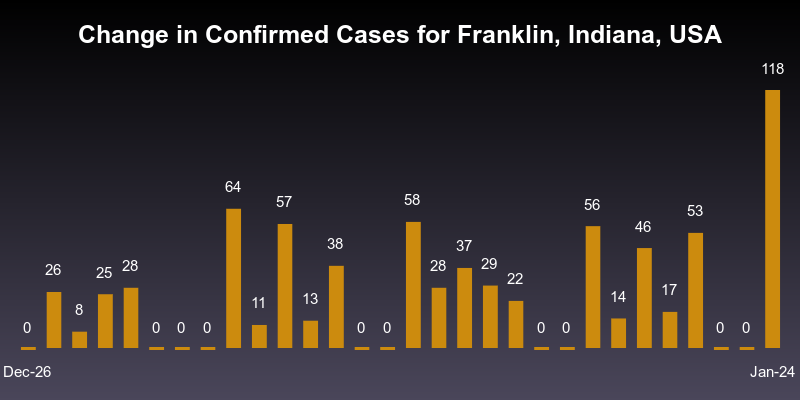 Change in Confirmed Cases for Franklin, Indiana, USA
0 26 8 25 28 0 0 0 64 11 57 13 38 0 0 58 28 37 29 22 0 0 56 14 46 17 53 0 0 118
Dec-26 Jan-24